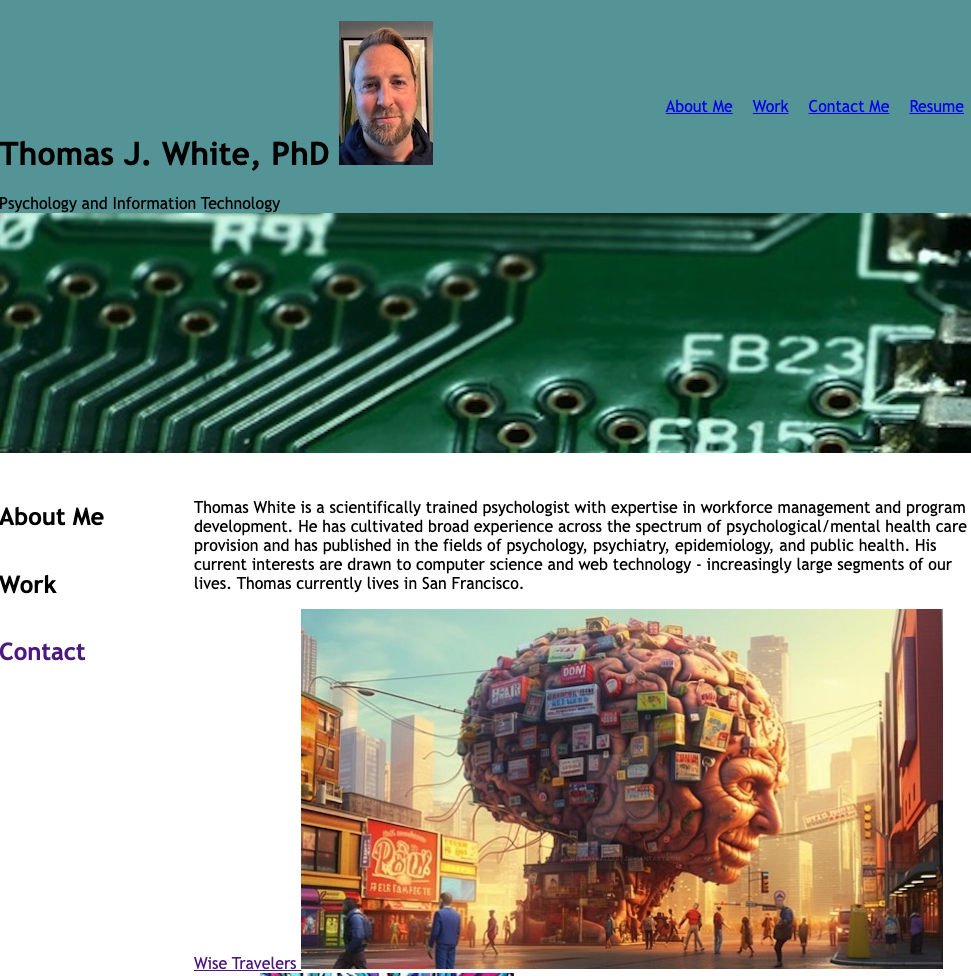 About Me Work Contact Me Resume
Thomas J. White, PhD
Psychology and Information Technology
R91
FB23
FB15
About Me
Work
Contact
Thomas White is a scientifically trained psychologist with expertise in workforce management and program
development. He has cultivated broad experience across the spectrum of psychological/mental health care
provision and has published in the fields of psychology, psychiatry, epidemiology, and public health. His
current interests are drawn to computer science and web technology - increasingly large segments of our
lives. Thomas currently lives in San Francisco.
Wise Travelers